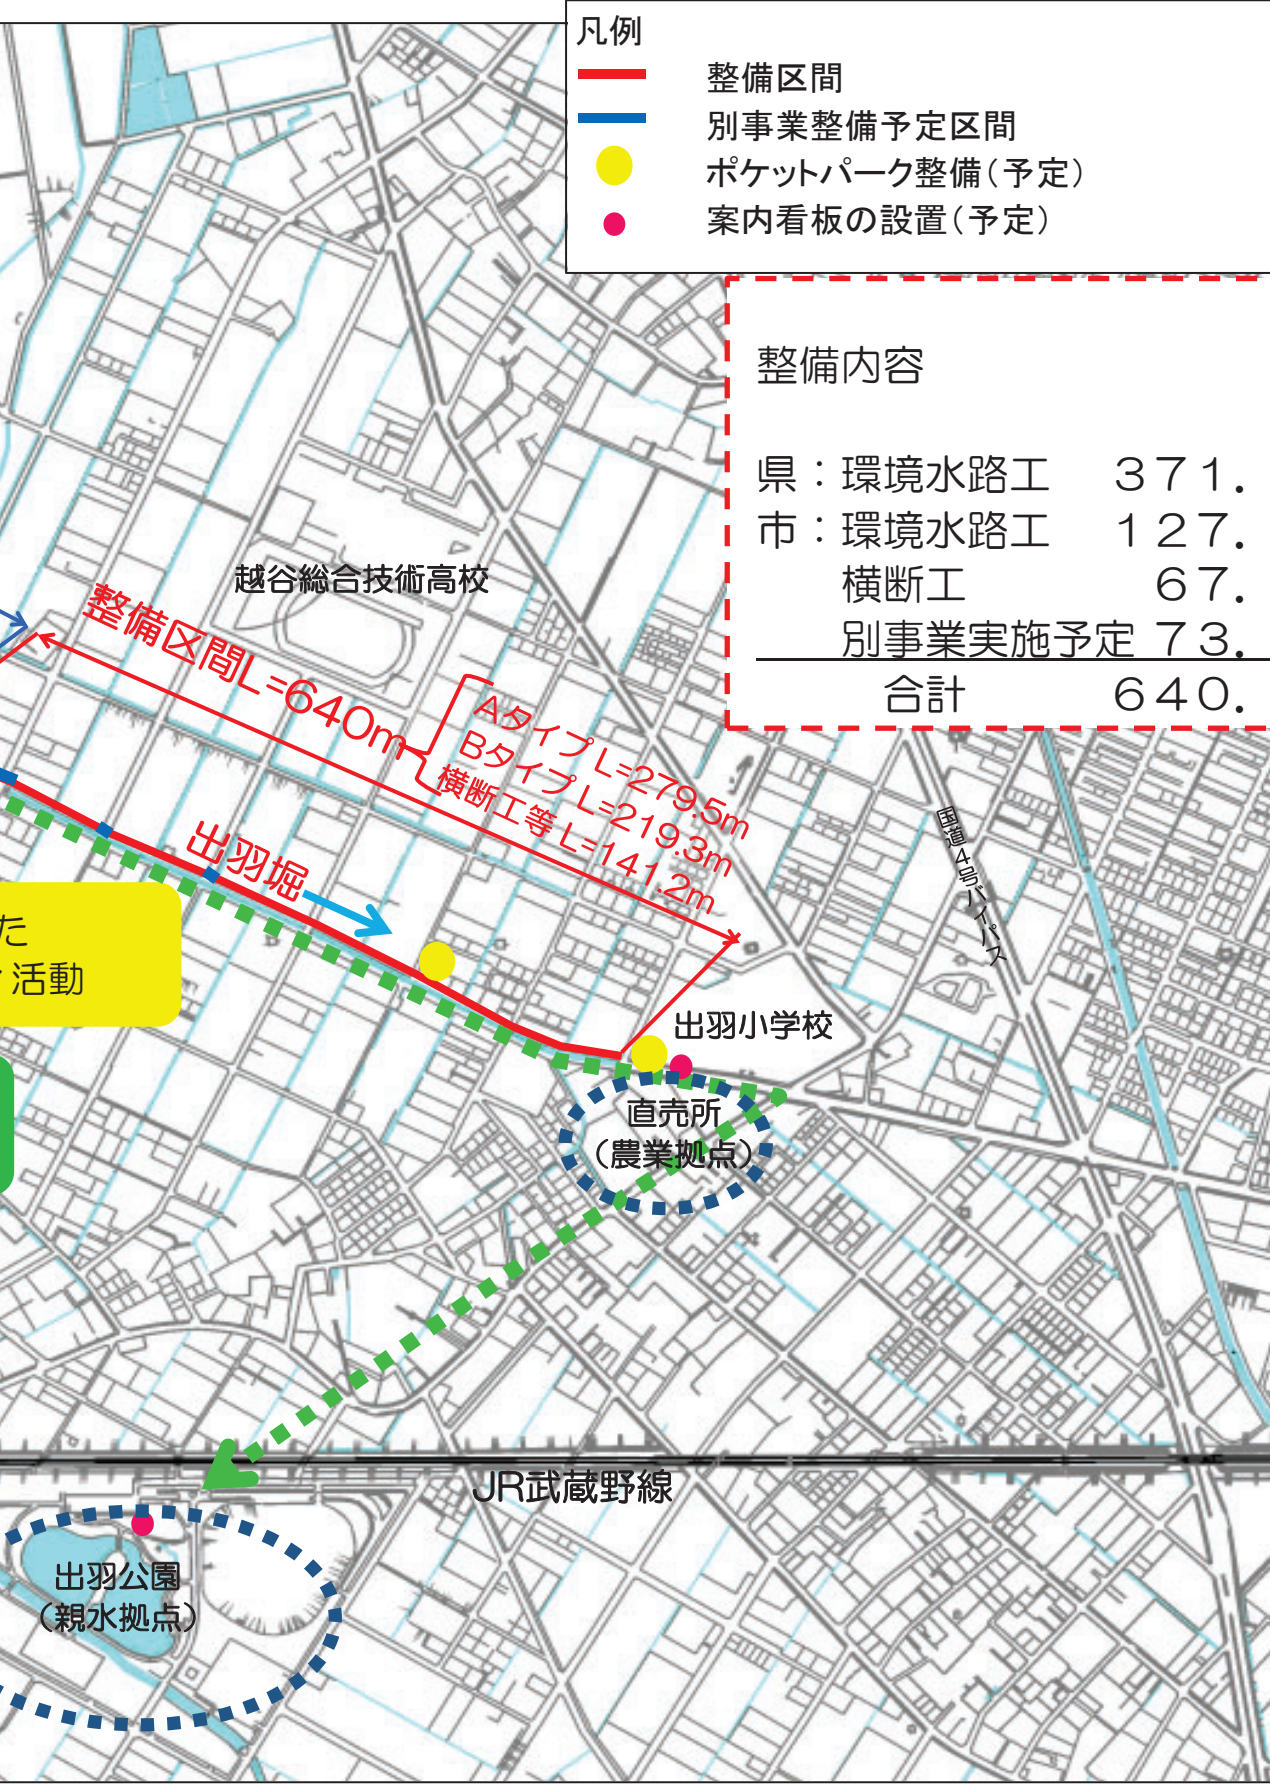 凡例
整備区間
別事業整備予定区間
ポケットパーク整備（予定）
案内看板の設置（予定）
整備内容
県：環境水路工　３７１．
市：環境水路工　１２７．
横断工　６７．
別事業実施予定　７３．
合計　６４０．
越谷総合技術高校
整備区間L=640m
Aタイプ L=279.5m
Bタイプ L=219.3m
横断工等 L=141.2m
国道4号バイパス
出羽堀
た
活動
出羽小学校
直売所
（農業拠点）
JR武蔵野線
出羽公園
（親水拠点）